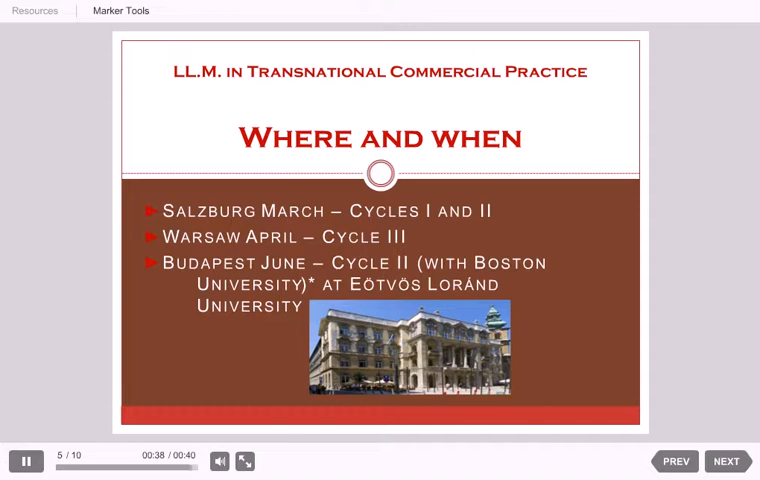 Resources
Marker Tools
LL.M. in Transnational Commercial Practice
Where and when
Salzburg March – Cycles I and II
Warsaw April – Cycle III
Budapest June – Cycle II (with Boston
University)* at Eötvös Loránd
University
5 / 10
00:38 / 00:40
PREV
NEXT